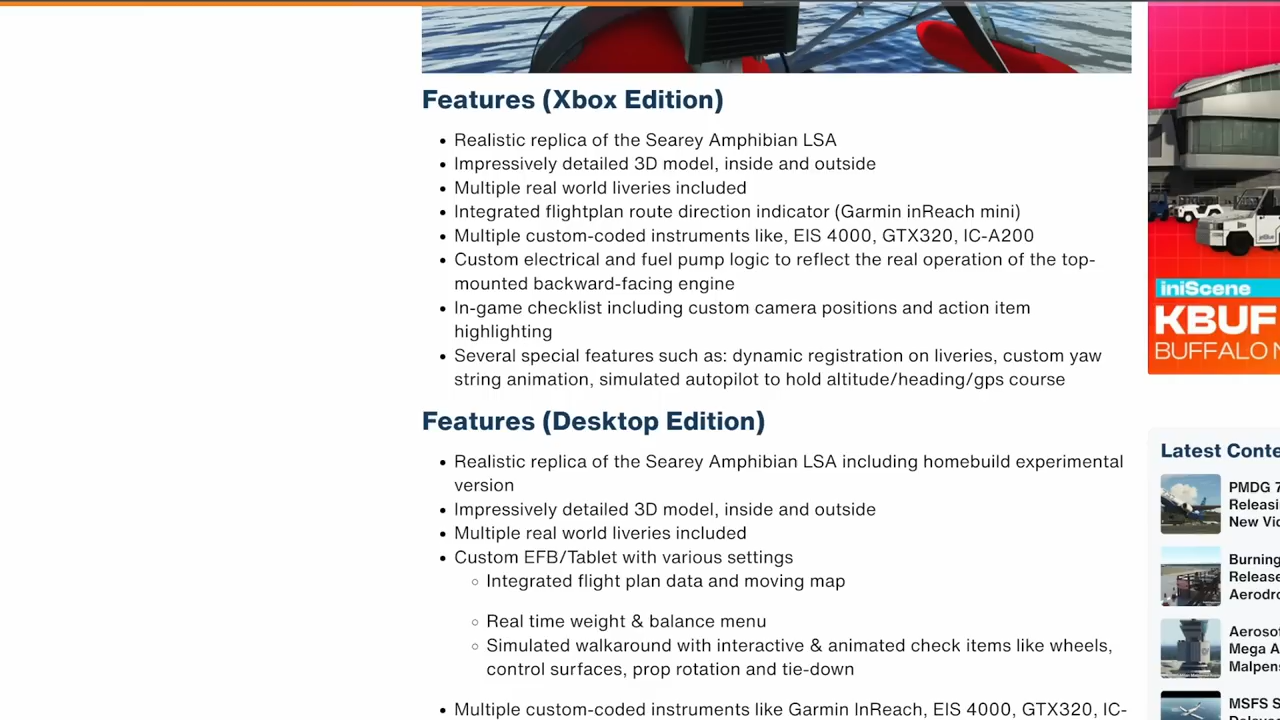 Features (Xbox Edition)
• Realistic replica of the Searey Amphibian LSA
• Impressively detailed 3D model, inside and outside
• Multiple real world liveries included
• Integrated flightplan route direction indicator (Garmin inReach mini)
• Multiple custom-coded instruments like, EIS 4000, GTX320, IC-A200
• Custom electrical and fuel pump logic to reflect the real operation of the top-
mounted backward-facing engine
• In-game checklist including custom camera positions and action item
highlighting
• Several special features such as: dynamic registration on liveries, custom yaw
string animation, simulated autopilot to hold altitude/heading/gps course
Features (Desktop Edition)
• Realistic replica of the Searey Amphibian LSA including homebuild experimental
version
• Impressively detailed 3D model, inside and outside
• Multiple real world liveries included
• Custom EFB/Tablet with various settings
◦ Integrated flight plan data and moving map
◦ Real time weight & balance menu
◦ Simulated walkaround with interactive & animated check items like wheels,
control surfaces, prop rotation and tie-down
• Multiple custom-coded instruments like Garmin InReach, EIS 4000, GTX320, IC-
iniScene
KBUF
BUFFALO N
Latest Conte
PMDG 7
Releasi
New Vid
Burning
Release
Aerodro
Aerosof
Mega A
Malpens
MSFS S